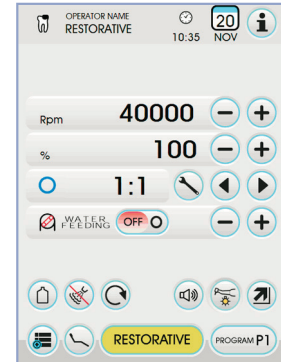 OPERATOR NAME
RESTORATIVE
10:35
20
NOV
i
Rpm 40000 - +
% 100 - +
1:1
WATER
FEEDING OFF O - +
RESTORATIVE
PROGRAM P1